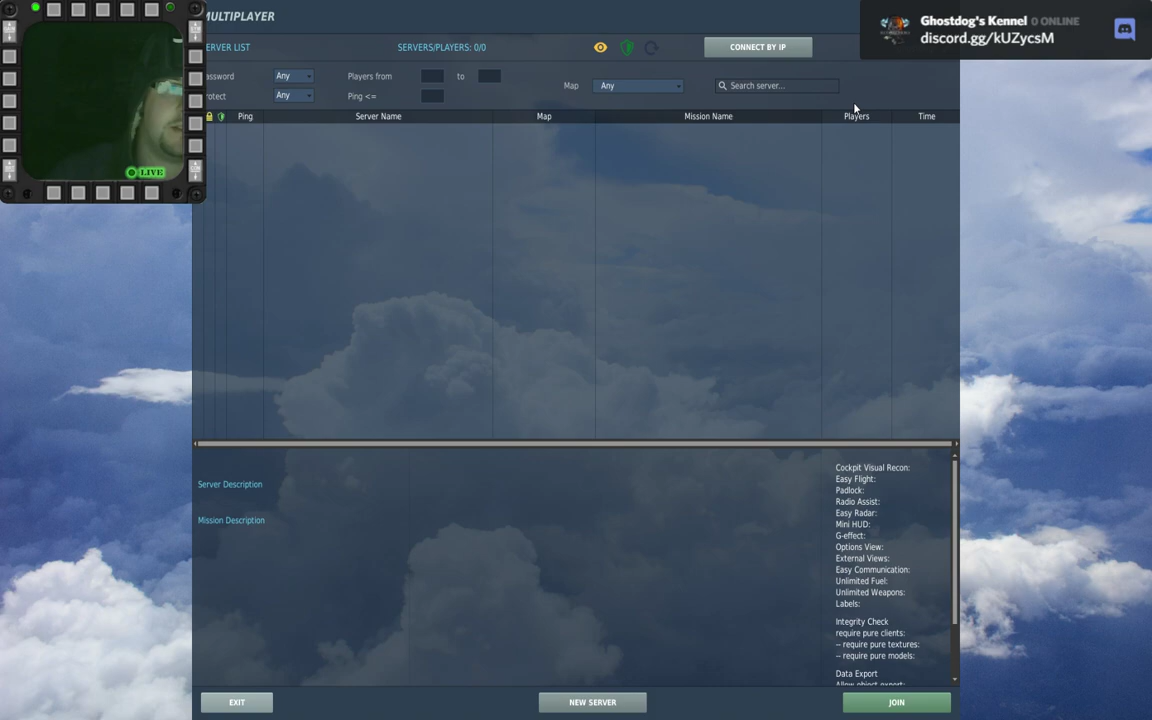 MULTIPLAYER
Ghostdog's Kennel 0 ONLINE
discord.gg/kUZycsM
ERVER LIST
SERVERS/PLAYERS: 0/0
CONNECT BY IP
assword
Any
Players from
to
rotect
Any
Ping <=
Map
Any
Search server...
Ping
Server Name
Map
Mission Name
Players
Time
LIVE
Server Description
Mission Description
Cockpit Visual Recon:
Easy Flight:
Padlock:
Radio Assist:
Easy Radar:
Mini HUD:
G-effect:
Options View:
External Views:
Easy Communication:
Unlimited Fuel:
Unlimited Weapons:
Labels:
Integrity Check
require pure clients:
-- require pure textures:
-- require pure models:
Data Export
Allow object export:
EXIT
NEW SERVER
JOIN